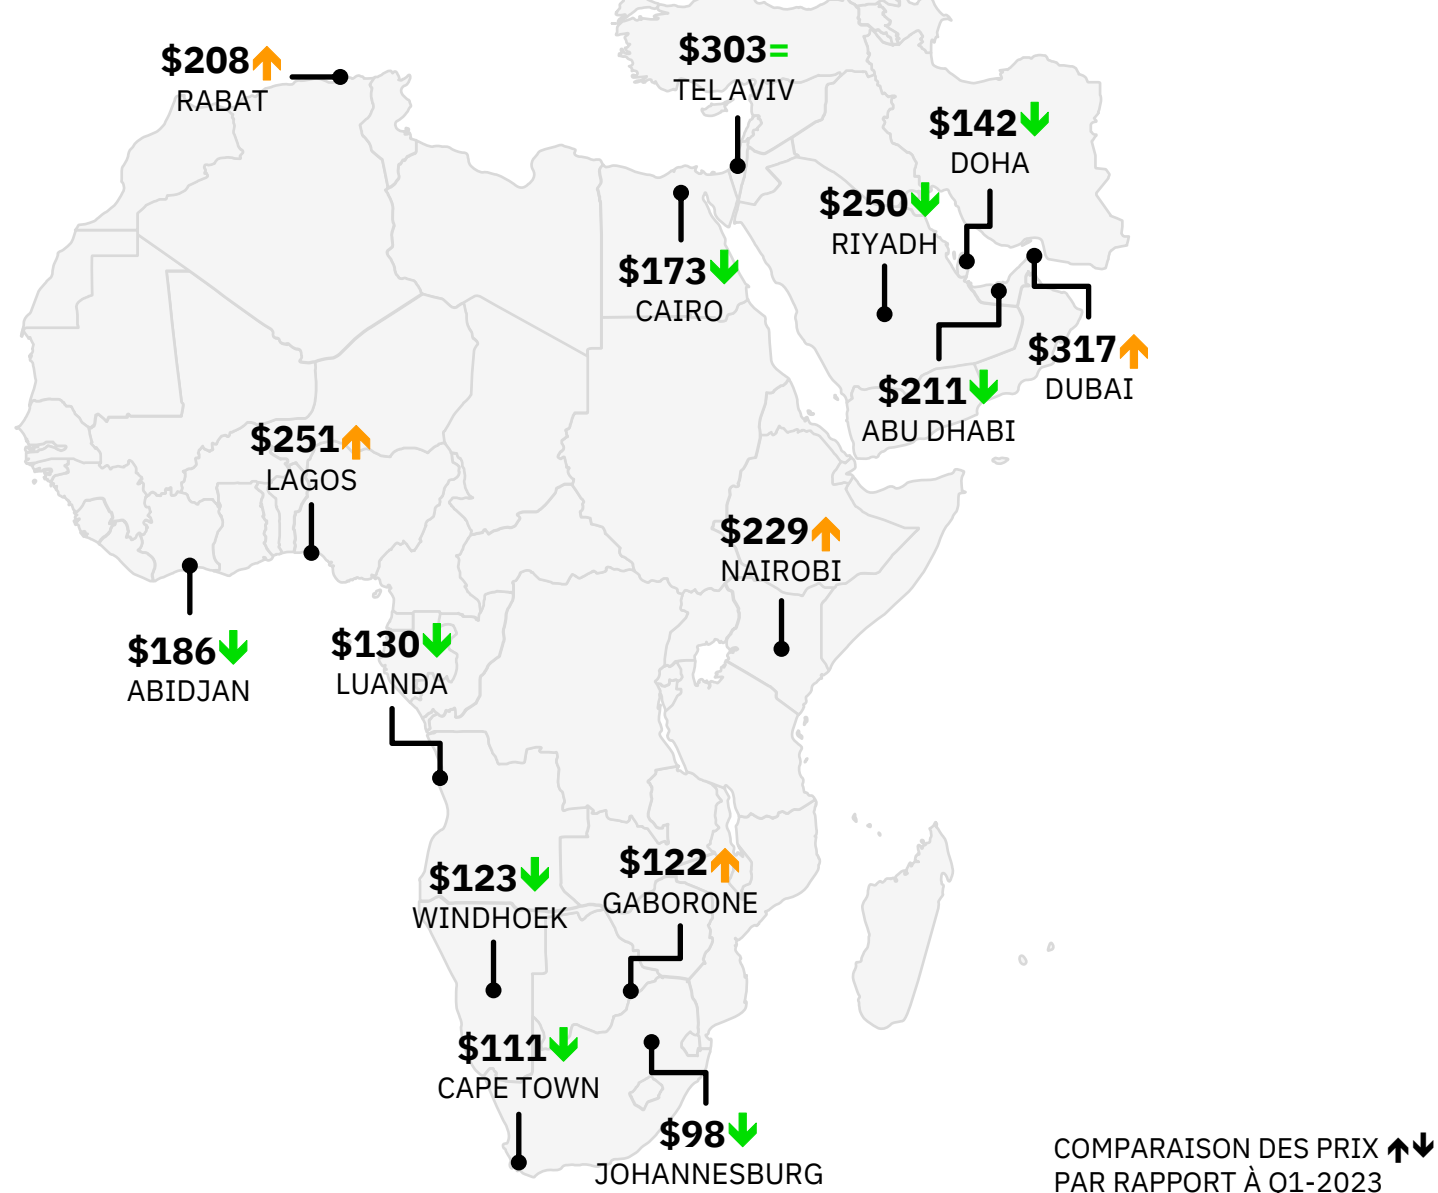 $208
RABAT
$303=
TEL AVIV
$142
DOHA
$250
RIYADH
$173
CAIRO
$317
DUBAI
$211
ABU DHABI
$251
LAGOS
$229
NAIROBI
$186
ABIDJAN
$130
LUANDA
$123
WINDHOEK
$122
GABORONE
$111
CAPE TOWN
$98
JOHANNESBURG
COMPARAISON DES PRIX
PAR RAPPORT À Q1-2023